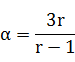 α = 3r / (r − 1)